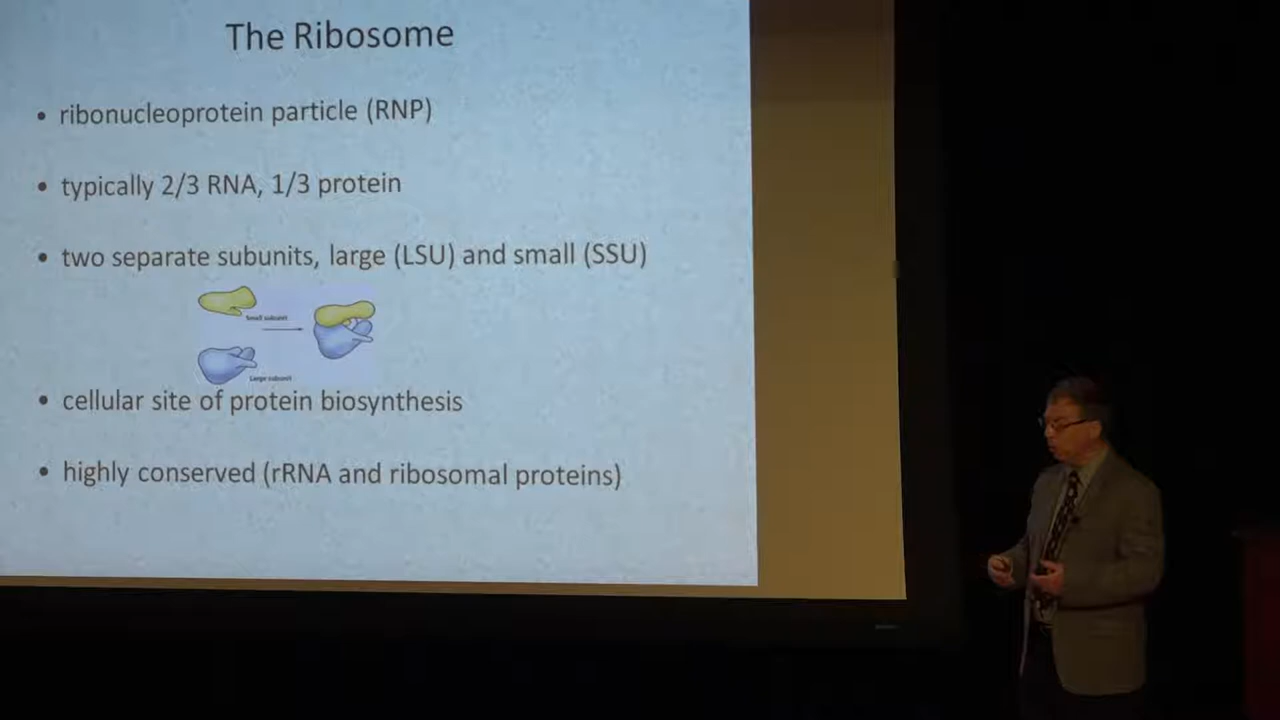 The Ribosome
• ribonucleoprotein particle (RNP)
• typically 2/3 RNA, 1/3 protein
• two separate subunits, large (LSU) and small (SSU)
Small subunit
Large subunit
• cellular site of protein biosynthesis
• highly conserved (rRNA and ribosomal proteins)